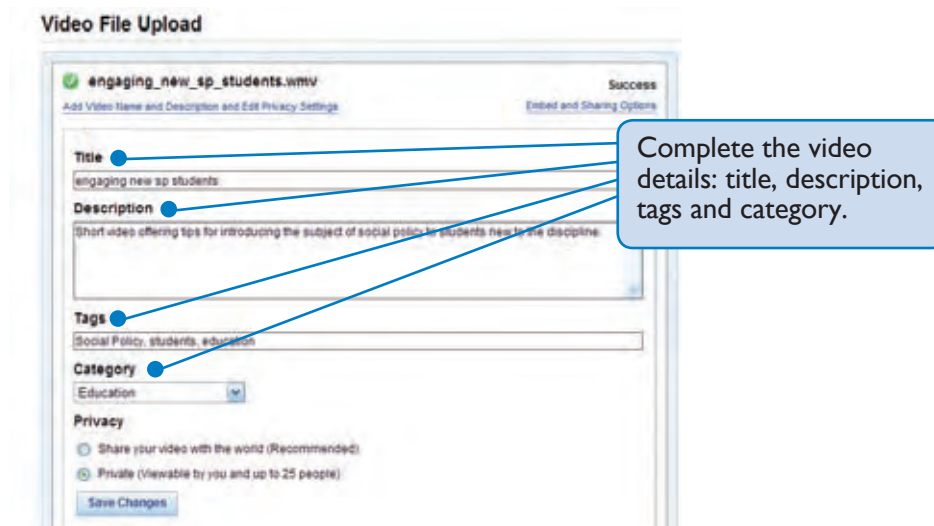 Video File Upload
engaging_new_sp_students.wmv
Success
Add Video Name and Description and Edit Privacy Settings
Embed and Sharing Options
Title
engaging new sp students
Description
Short video offering tips for introducing the subject of social policy to students new to the discipline.
Tags
Social Policy, students, education
Category
Education
Privacy
Share your video with the world (Recommended)
Private (Viewable by you and up to 25 people)
Save Changes
Complete the video
details: title, description,
tags and category.